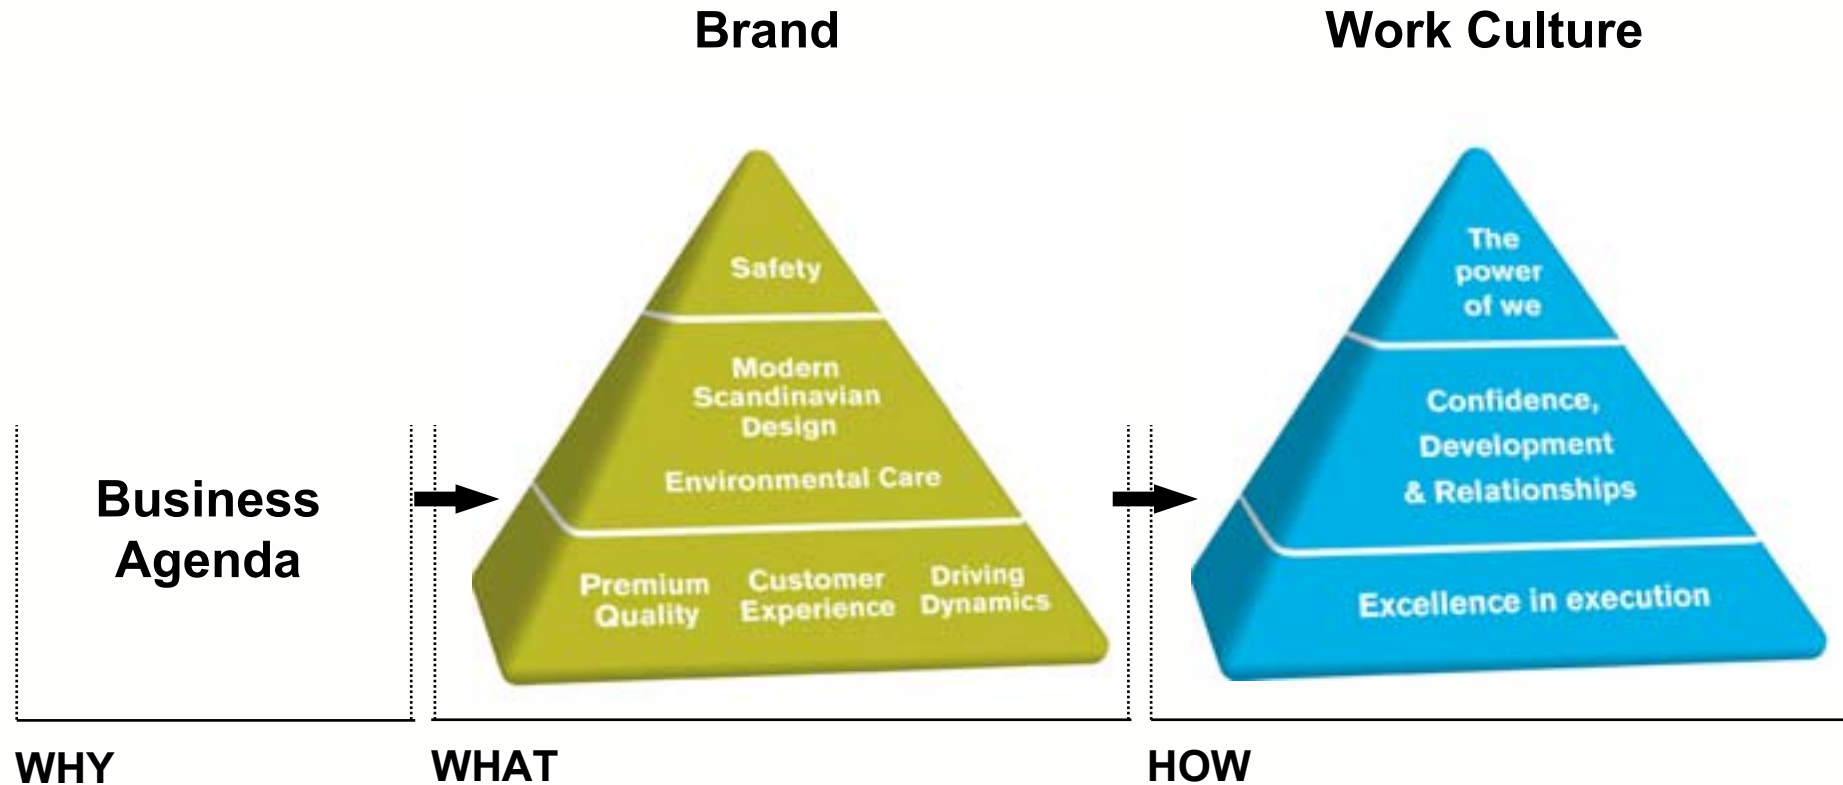 Brand
Work Culture
Business
Agenda
Safety
Modern
Scandinavian
Design
Environmental Care
Premium
Quality
Customer
Experience
Driving
Dynamics
The
power
of we
Confidence,
Development
& Relationships
Excellence in execution
WHY
WHAT
HOW